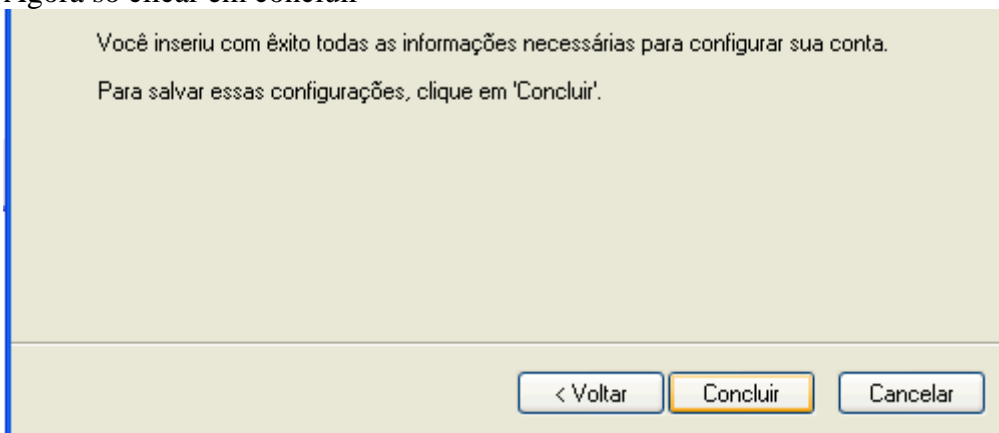 Agora só clicar em concluir
Você inseriu com êxito todas as informações necessárias para configurar sua conta.
Para salvar essas configurações, clique em 'Concluir'.
< Voltar Concluir Cancelar